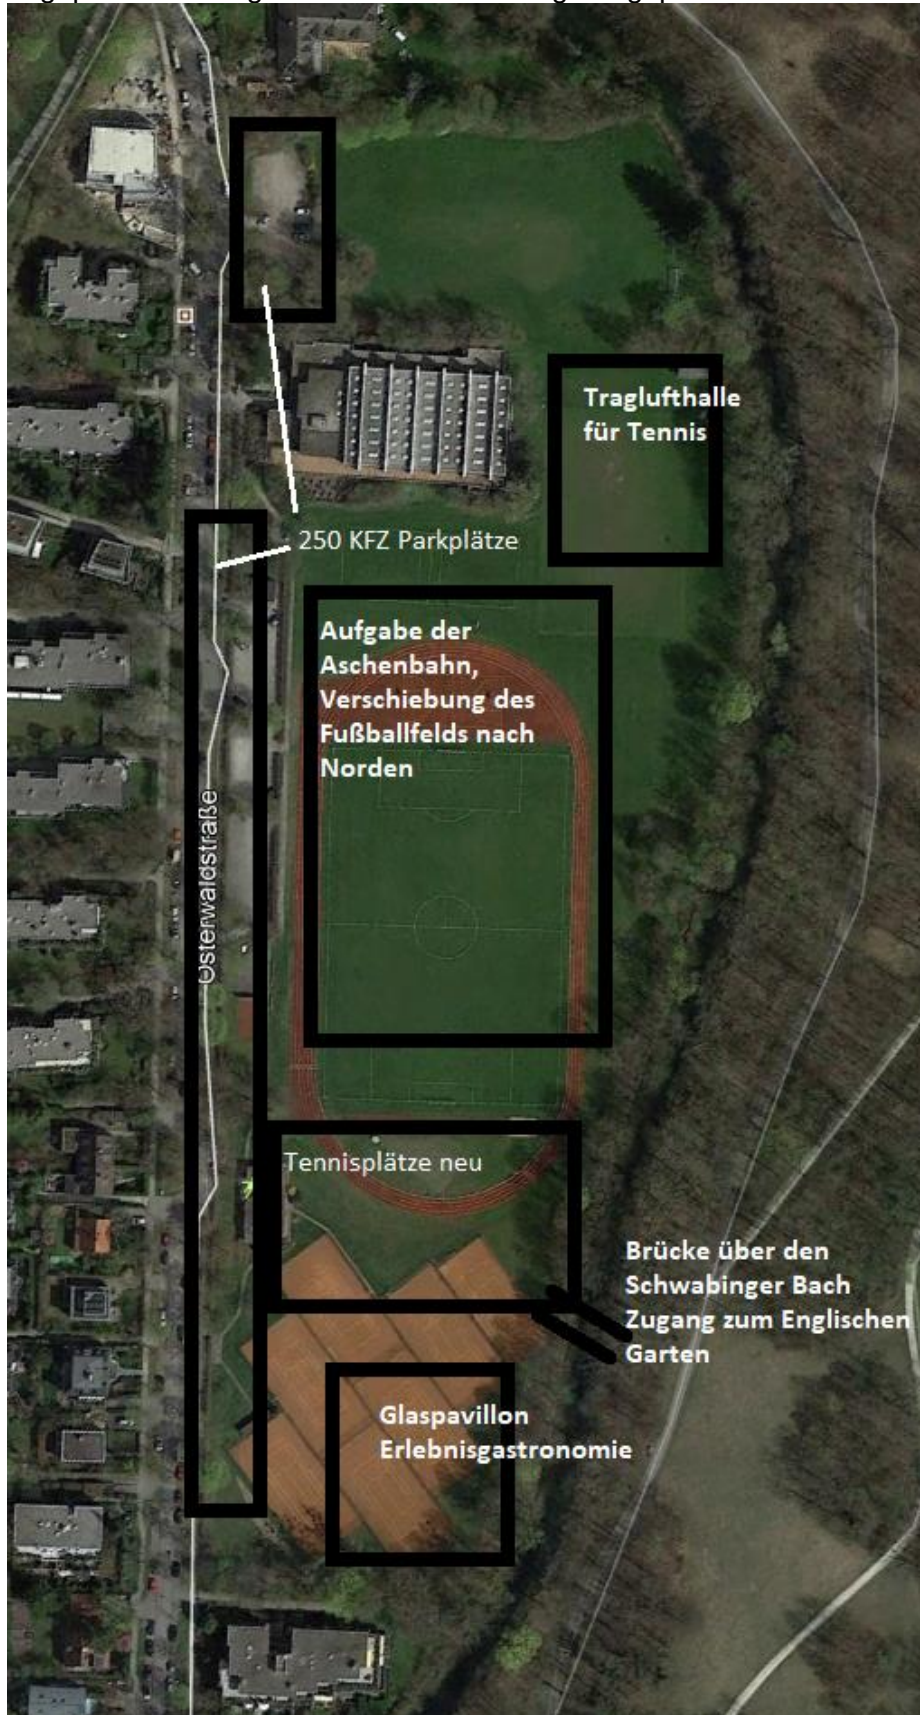 Traglufthalle
für Tennis
250 KFZ Parkplätze
Aufgabe der
Aschenbahn,
Verschiebung des
Fußballfelds nach
Norden
Osterwaldstraße
Tennisplätze neu
Brücke über den
Schwabinger Bach
Zugang zum Englischen
Garten
Glaspavillon
Erlebnisgastronomie